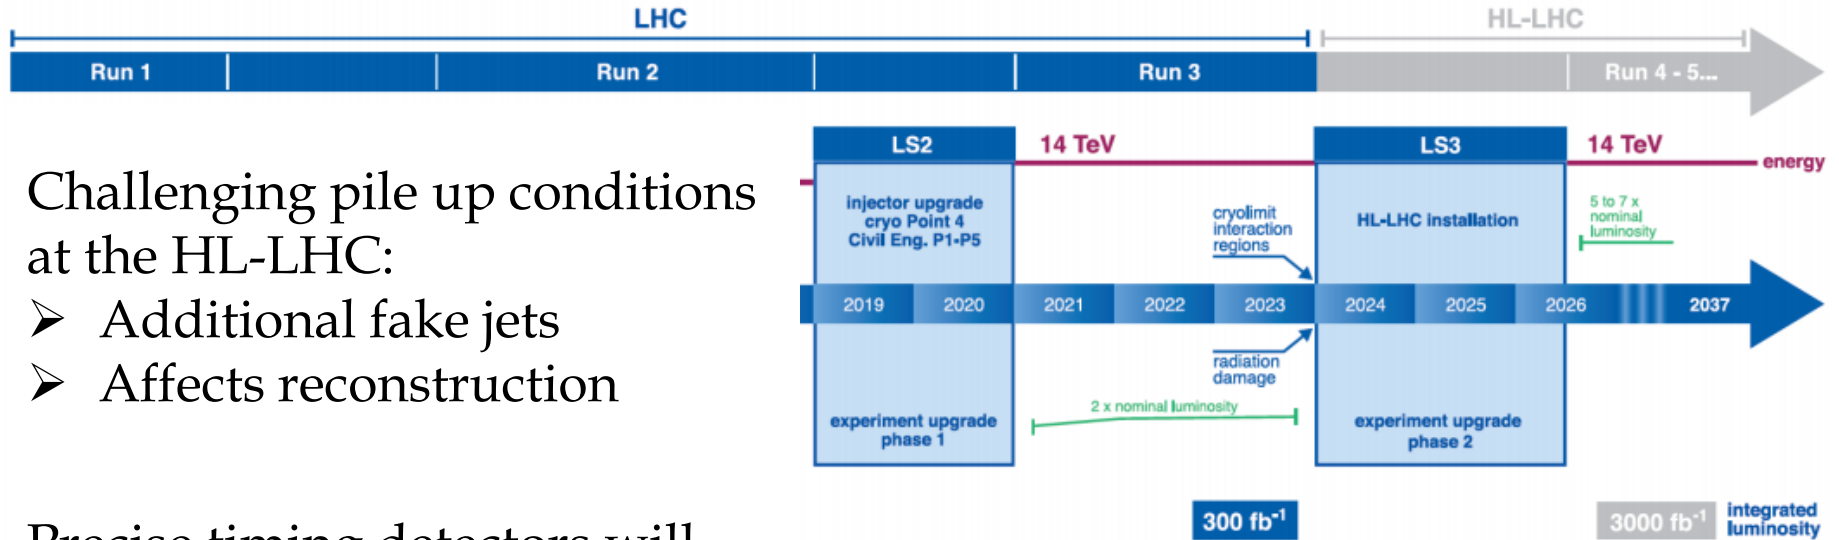 LHC
HL-LHC
Run 1
Run 2
Run 3
Run 4 - 5...
LS2
14 TeV
LS3
14 TeV
energy
Challenging pile up conditions
at the HL-LHC:
➢ Additional fake jets
➢ Affects reconstruction
injector upgrade
cryo Point 4
Civil Eng. P1-P5
cryolimit
interaction
regions
HL-LHC installation
5 to 7 x
nominal
luminosity
2019
2020
2021
2022
2023
2024
2025
2026
2037
radiation
damage
2 x nominal luminosity
experiment upgrade
phase 1
experiment upgrade
phase 2
300 fb⁻¹
3000 fb⁻¹
integrated
luminosity
Precise timing detectors will